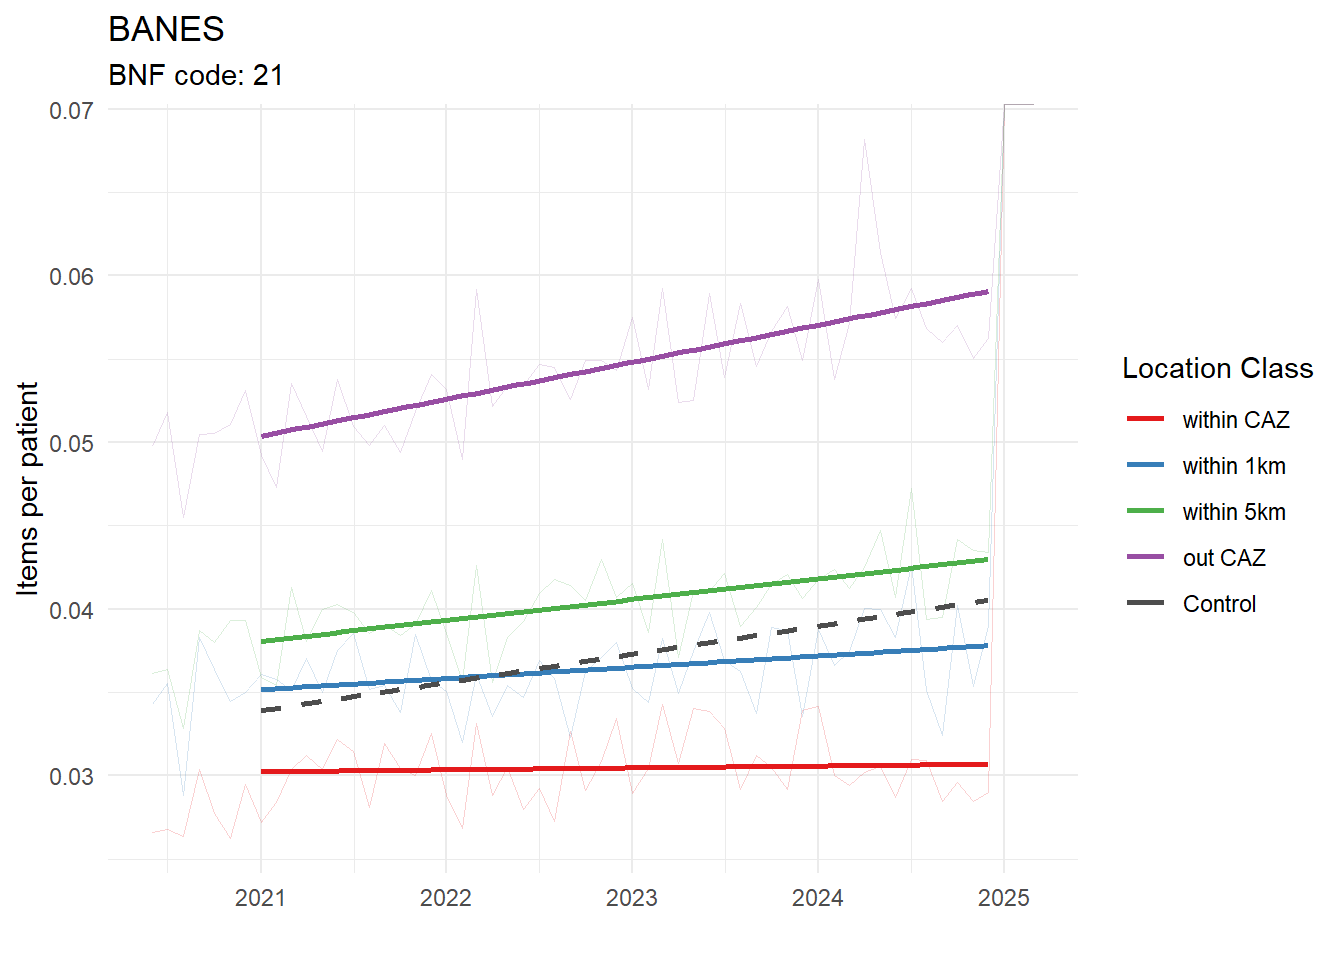 BANES
BNF code: 21
0.07
0.06
0.05
0.04
0.03
Items per patient
2021
2022
2023
2024
2025
Location Class
within CAZ
within 1km
within 5km
out CAZ
Control